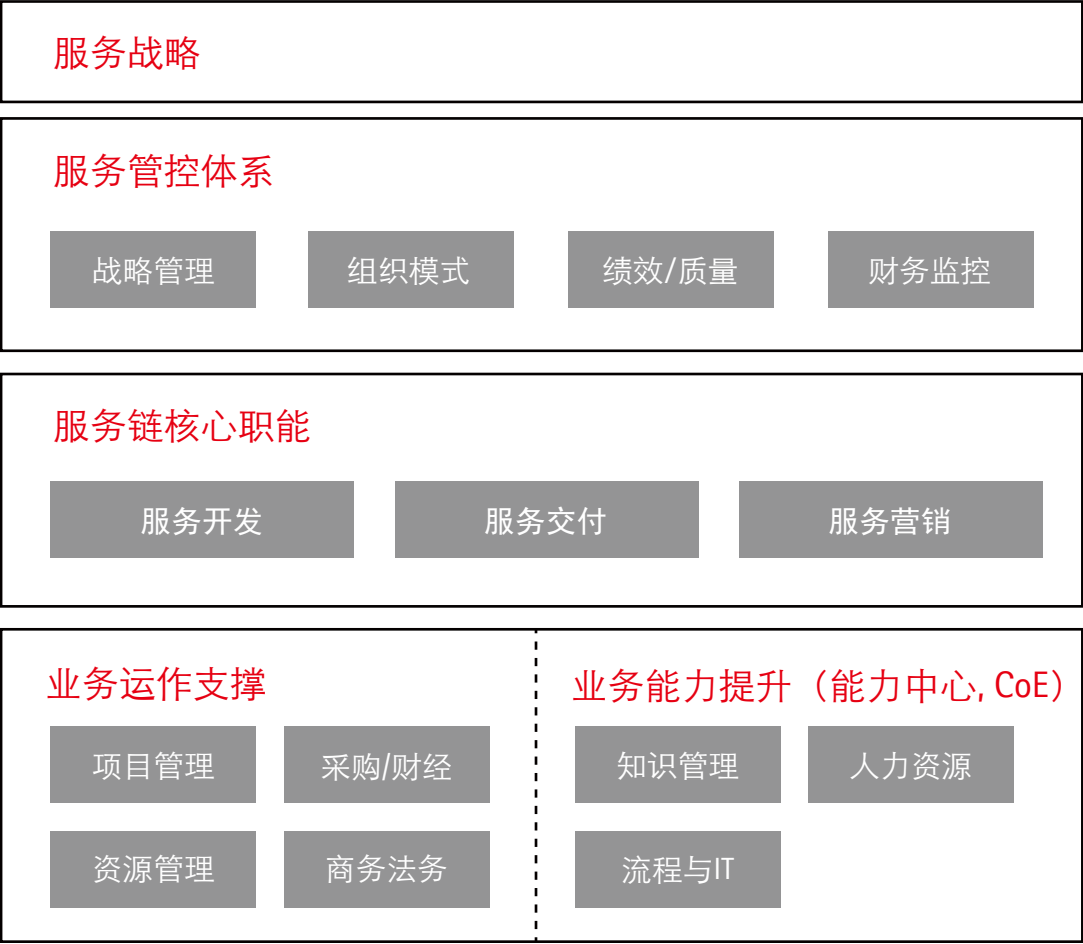 服务战略
服务管控体系
战略管理 组织模式 绩效/质量 财务监控
服务链核心职能
服务开发 服务交付 服务营销
业务运作支撑
项目管理 采购/财经
资源管理 商务法务
业务能力提升（能力中心, CoE）
知识管理 人力资源
流程与IT